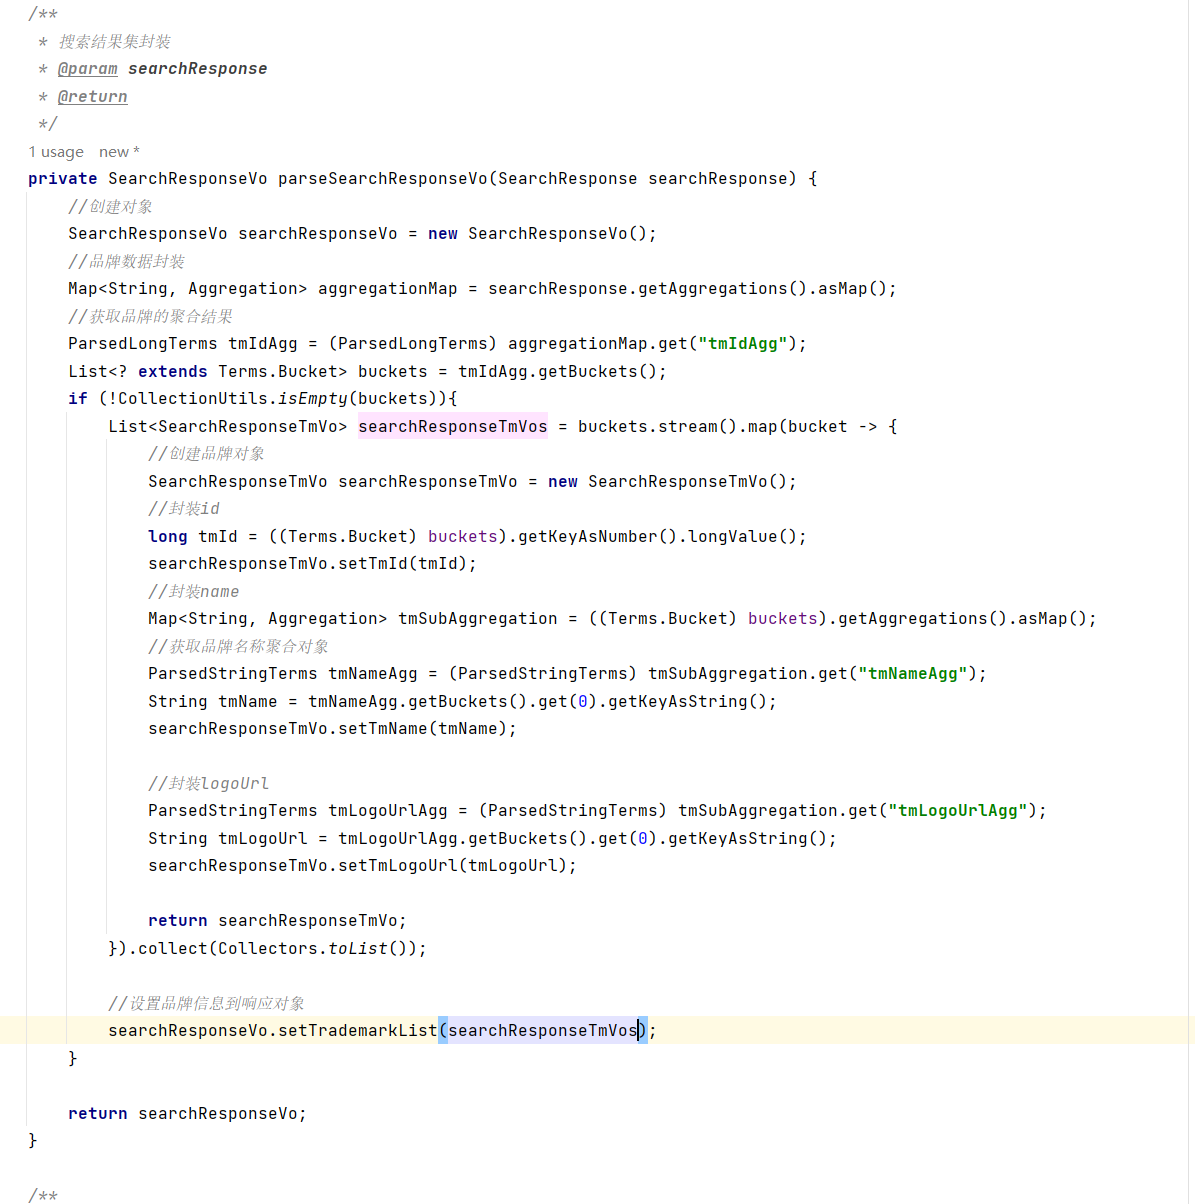 /**
 * 搜索结果集封装
 * @param searchResponse
 * @return
 */
1 usage   new *
private SearchResponseVo parseSearchResponseVo(SearchResponse searchResponse) {
    //创建对象
    SearchResponseVo searchResponseVo = new SearchResponseVo();
    //品牌数据封装
    Map<String, Aggregation> aggregationMap = searchResponse.getAggregations().asMap();
    //获取品牌的聚合结果
    ParsedLongTerms tmIdAgg = (ParsedLongTerms) aggregationMap.get("tmIdAgg");
    List<? extends Terms.Bucket> buckets = tmIdAgg.getBuckets();
    if (!CollectionUtils.isEmpty(buckets)){
        List<SearchResponseTmVo> searchResponseTmVos = buckets.stream().map(bucket -> {
            //创建品牌对象
            SearchResponseTmVo searchResponseTmVo = new SearchResponseTmVo();
            //封装id
            long tmId = ((Terms.Bucket) buckets).getKeyAsNumber().longValue();
            searchResponseTmVo.setTmId(tmId);
            //封装name
            Map<String, Aggregation> tmSubAggregation = ((Terms.Bucket) buckets).getAggregations().asMap();
            //获取品牌名称聚合对象
            ParsedStringTerms tmNameAgg = (ParsedStringTerms) tmSubAggregation.get("tmNameAgg");
            String tmName = tmNameAgg.getBuckets().get(0).getKeyAsString();
            searchResponseTmVo.setTmName(tmName);

            //封装logoUrl
            ParsedStringTerms tmLogoUrlAgg = (ParsedStringTerms) tmSubAggregation.get("tmLogoUrlAgg");
            String tmLogoUrl = tmLogoUrlAgg.getBuckets().get(0).getKeyAsString();
            searchResponseTmVo.setTmLogoUrl(tmLogoUrl);

            return searchResponseTmVo;
        }).collect(Collectors.toList());

        //设置品牌信息到响应对象
        searchResponseVo.setTrademarkList(searchResponseTmVos);
    }

    return searchResponseVo;
}

/**